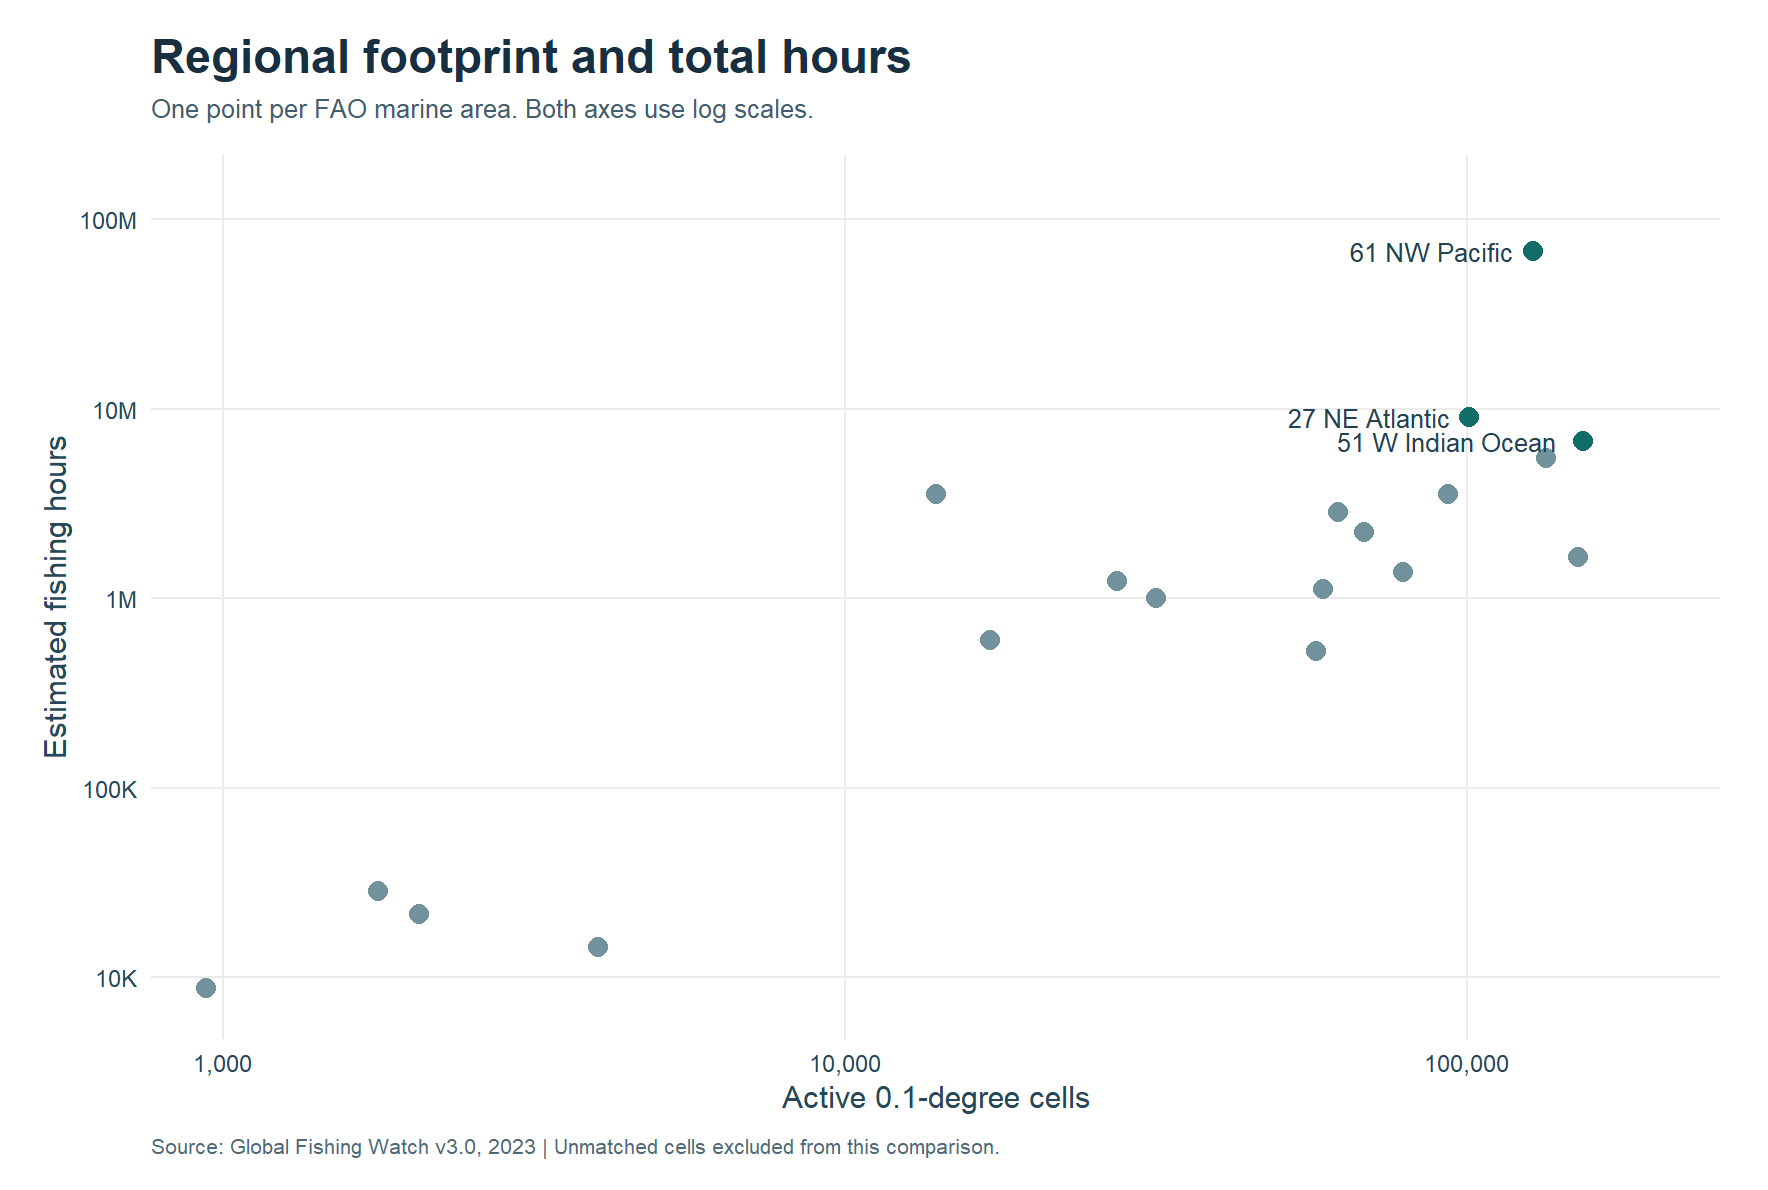 Regional footprint and total hours
One point per FAO marine area. Both axes use log scales.
100M
10M
1M
100K
10K
Estimated fishing hours
61 NW Pacific
27 NE Atlantic
51 W Indian Ocean
1,000
10,000
100,000
Active 0.1-degree cells
Source: Global Fishing Watch v3.0, 2023 | Unmatched cells excluded from this comparison.